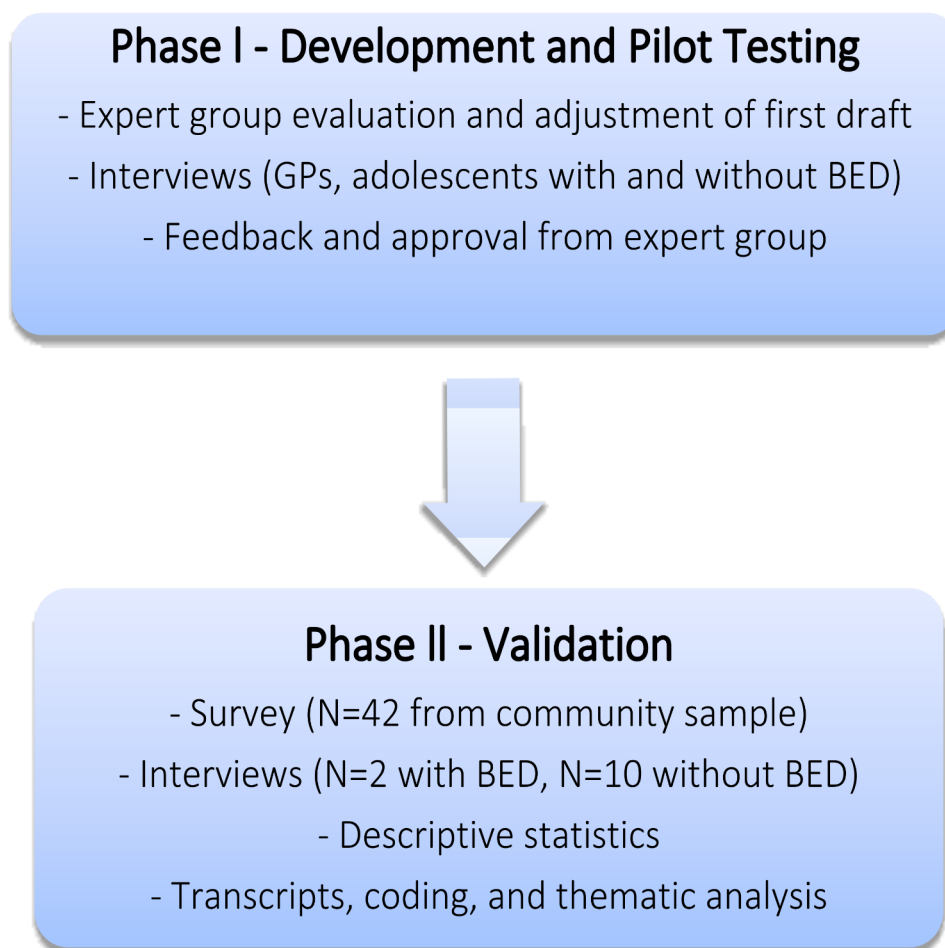 Phase l - Development and Pilot Testing
- Expert group evaluation and adjustment of first draft
- Interviews (GPs, adolescents with and without BED)
- Feedback and approval from expert group
Phase ll - Validation
- Survey (N=42 from community sample)
- Interviews (N=2 with BED, N=10 without BED)
- Descriptive statistics
- Transcripts, coding, and thematic analysis